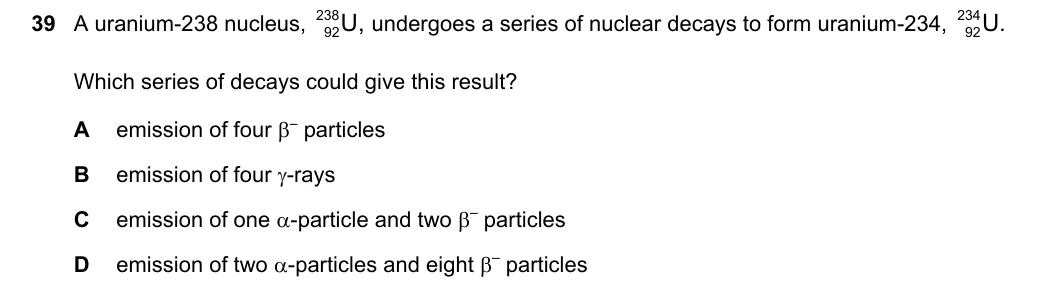 39 A uranium-238 nucleus, ²³⁸₉₂U, undergoes a series of nuclear decays to form uranium-234, ²³⁴₉₂U.
Which series of decays could give this result?
A emission of four β⁻ particles
B emission of four γ-rays
C emission of one α-particle and two β⁻ particles
D emission of two α-particles and eight β⁻ particles